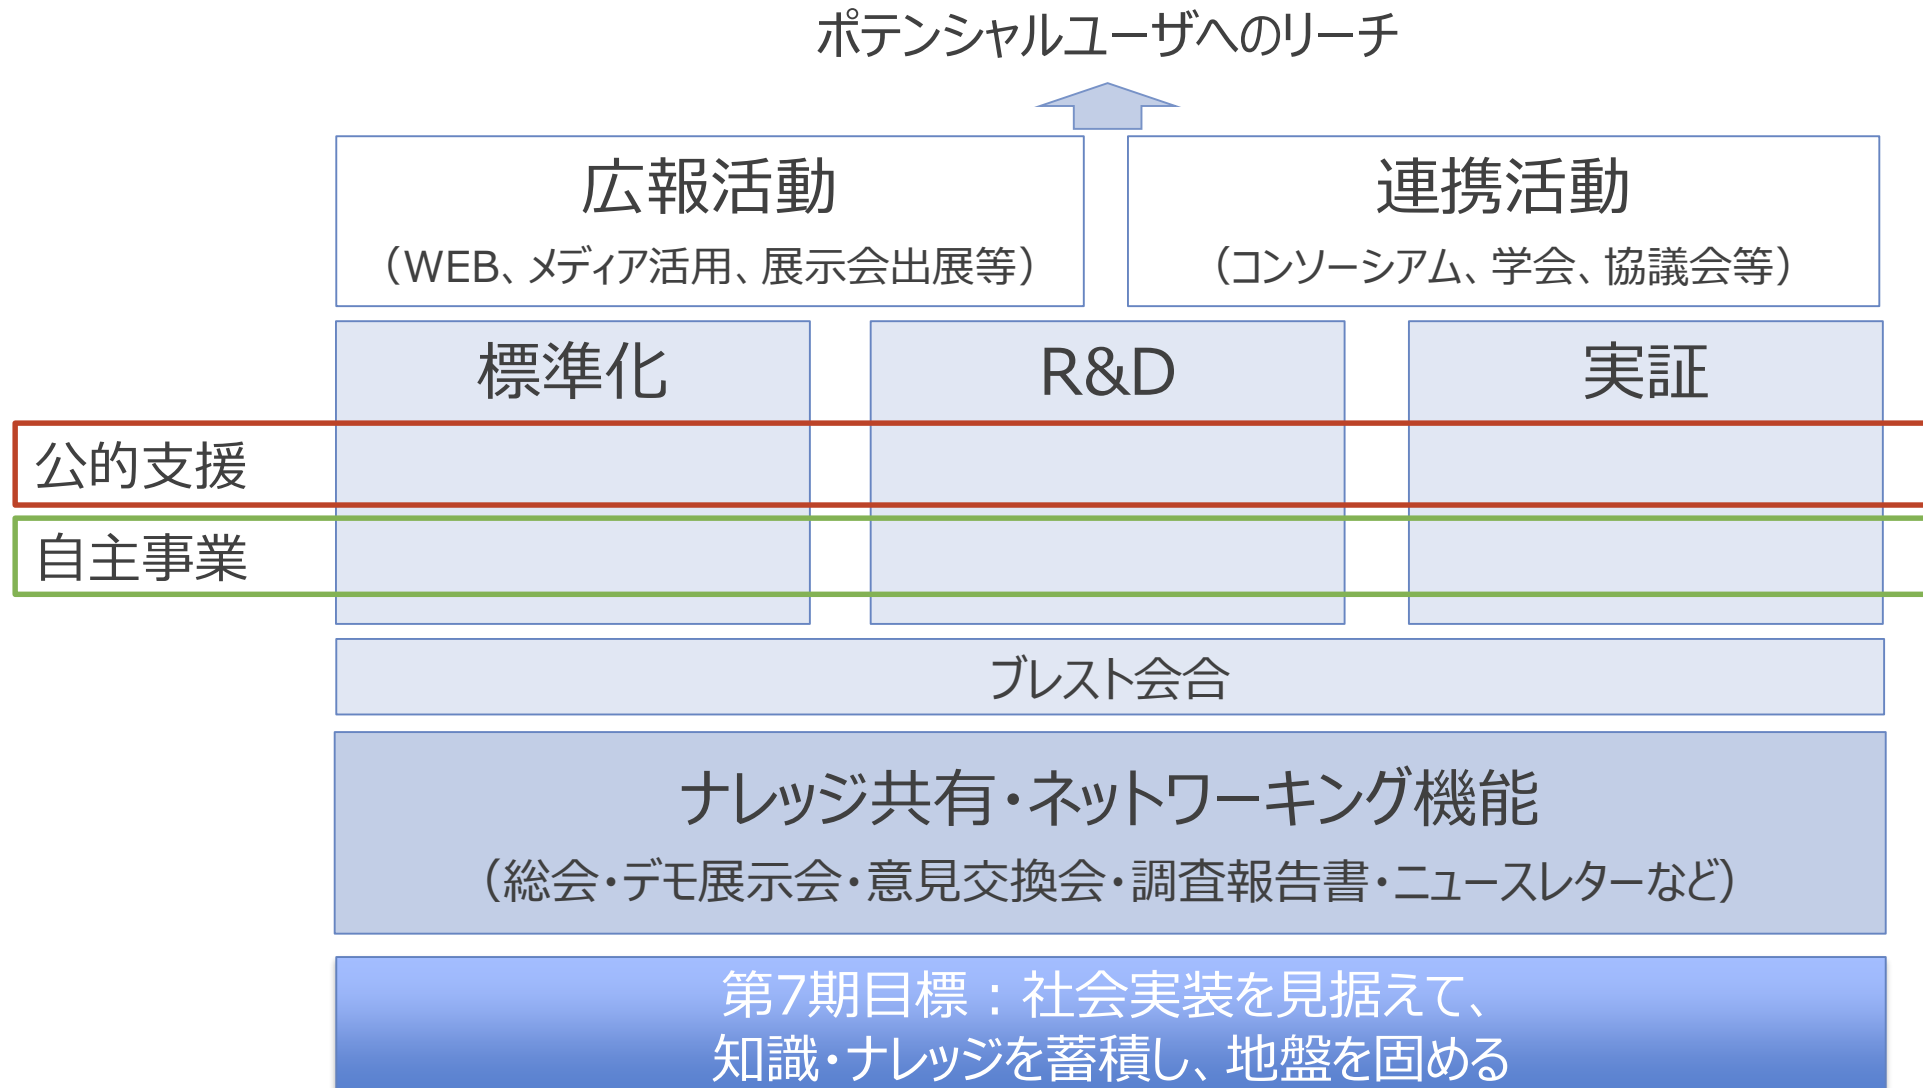 ポテンシャルユーザへのリーチ
広報活動
（WEB、メディア活用、展示会出展等）
連携活動
（コンソーシアム、学会、協議会等）
標準化
R&D
実証
公的支援
自主事業
ブレスト会合
ナレッジ共有・ネットワーキング機能
（総会・デモ展示会・意見交換会・調査報告書・ニュースレターなど）
第7期目標：社会実装を見据えて、
知識・ナレッジを蓄積し、地盤を固める